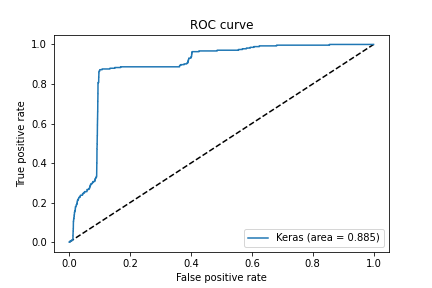 ROC curve
1.0
0.8
0.6
0.4
0.2
0.0
True positive rate
Keras (area = 0.885)
0.0 0.2 0.4 0.6 0.8 1.0
False positive rate